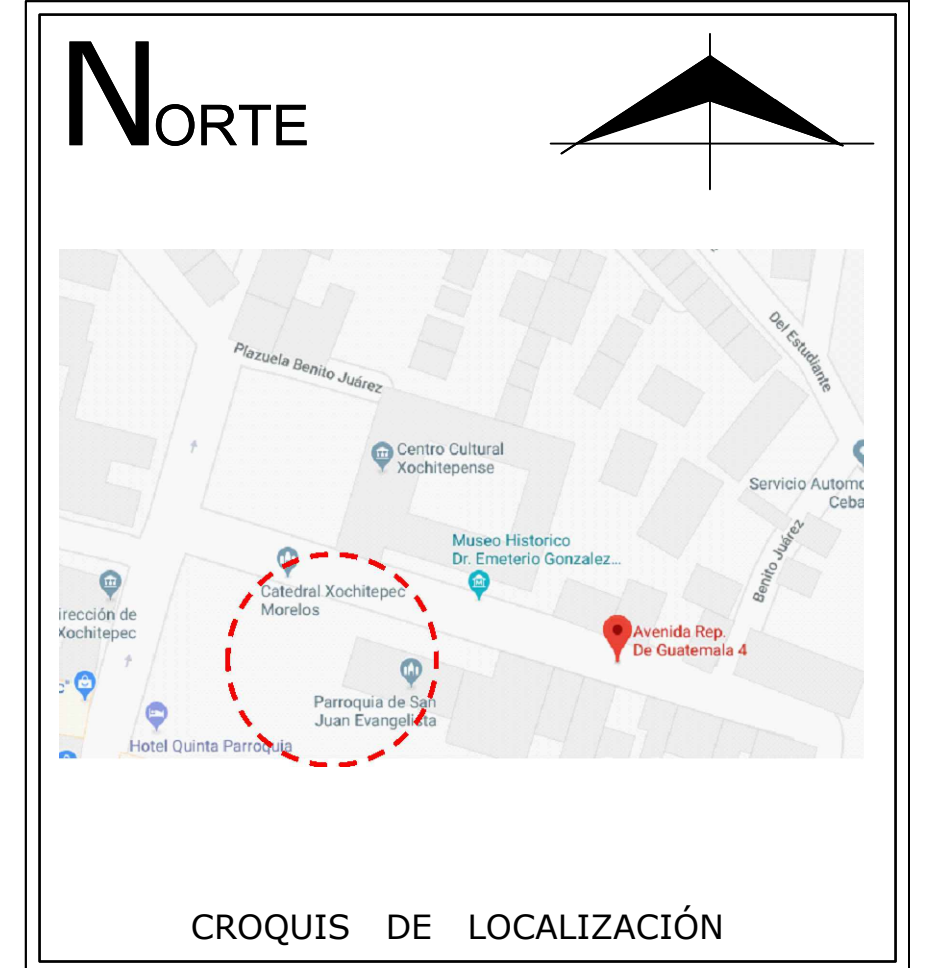 NORTE
Plazuela Benito Juárez
Del Estudiante
Centro Cultural
Xochitepense
Servicio Automo
Ceba
Museo Historico
Dr. Emeterio Gonzalez...
Benito Juárez
Catedral Xochitepec
Morelos
irección de
Xochitepec
Avenida Rep.
De Guatemala 4
Parroquia de San
Juan Evangelista
Hotel Quinta Parroquia
CROQUIS DE LOCALIZACIÓN